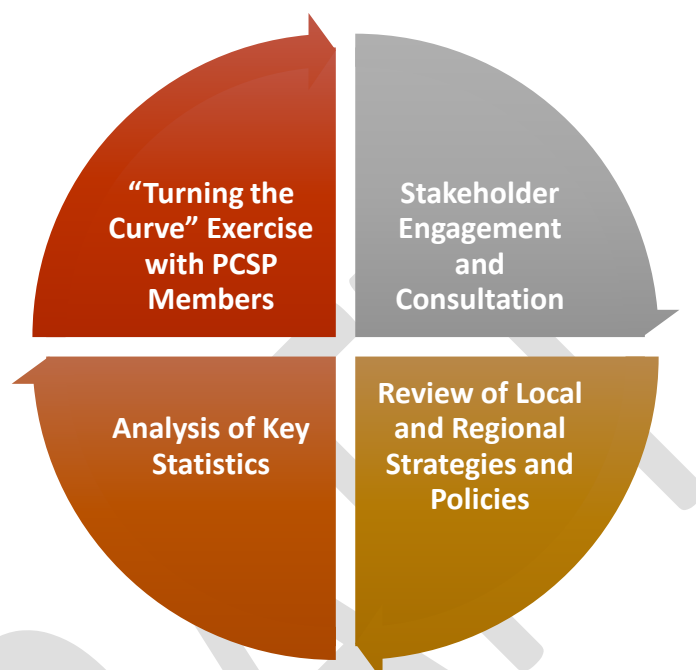 “Turning the
Curve” Exercise
with PCSP
Members
Stakeholder
Engagement
and
Consultation
Analysis of Key
Statistics
Review of Local
and Regional
Strategies and
Policies